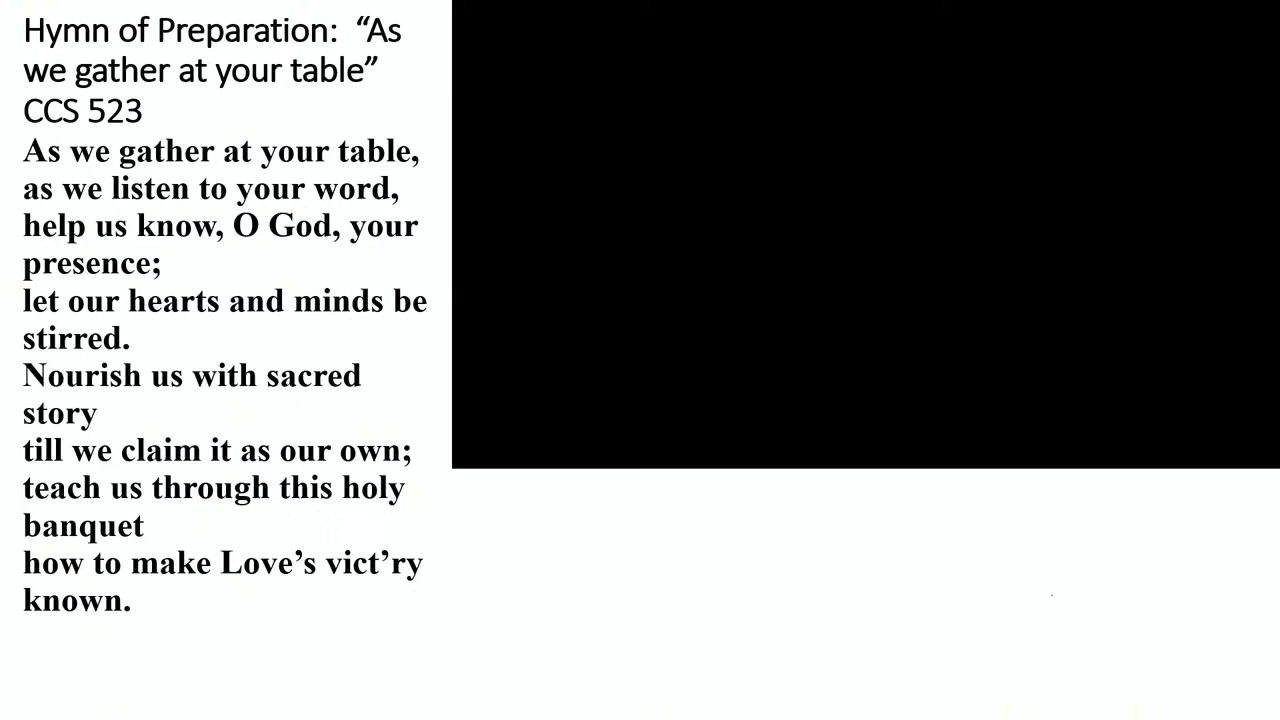 Hymn of Preparation:  “As
we gather at your table”
CCS 523
As we gather at your table,
as we listen to your word,
help us know, O God, your
presence;
let our hearts and minds be
stirred.
Nourish us with sacred
story
till we claim it as our own;
teach us through this holy
banquet
how to make Love’s vict’ry
known.